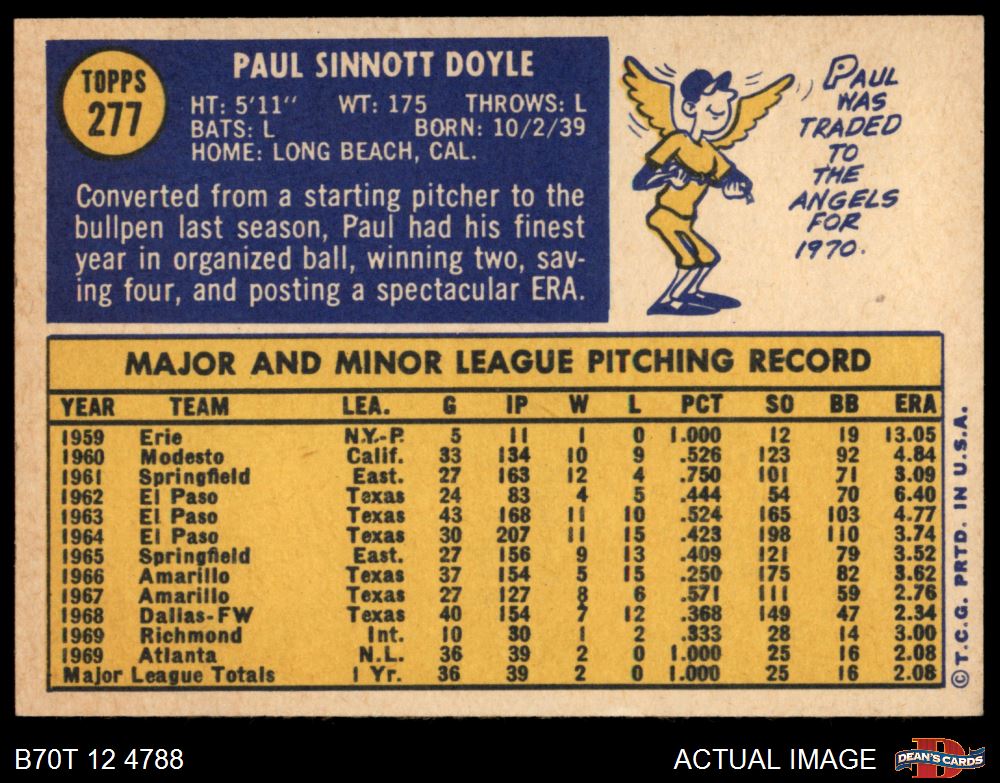 TOPPS
277
PAUL SINNOTT DOYLE
HT: 5'11" WT: 175 THROWS: L
BATS: L BORN: 10/2/39
HOME: LONG BEACH, CAL.
Converted from a starting pitcher to the
bullpen last season, Paul had his finest
year in organized ball, winning two, sav-
ing four, and posting a spectacular ERA.
PAUL
WAS
TRADED
TO
THE
ANGELS
FOR
1970.
MAJOR AND MINOR LEAGUE PITCHING RECORD
YEAR TEAM LEA. G IP W L PCT SO BB ERA
1959 Erie N.Y.-P. 5 11 1 0 1.000 12 19 13.05
1960 Modesto Calif. 33 134 10 9 .526 123 92 4.84
1961 Springfield East. 27 163 12 4 .750 101 71 3.09
1962 El Paso Texas 24 83 4 5 .444 54 70 6.40
1963 El Paso Texas 43 168 11 10 .524 165 103 4.77
1964 El Paso Texas 30 207 11 15 .423 198 110 3.74
1965 Springfield East. 27 156 9 13 .409 121 79 3.52
1966 Amarillo Texas 37 154 5 15 .250 175 82 3.62
1967 Amarillo Texas 27 127 8 6 .571 111 59 2.76
1968 Dallas-FW Texas 40 154 7 12 .368 149 47 2.34
1969 Richmond Int. 10 30 1 2 .333 28 14 3.00
1969 Atlanta N.L. 36 39 2 0 1.000 25 16 2.08
Major League Totals 1 Yr. 36 39 2 0 1.000 25 16 2.08
© T.C.G. PRTD. IN U.S.A.
B70T 12 4788
ACTUAL IMAGE
D
DEAN'S CARDS